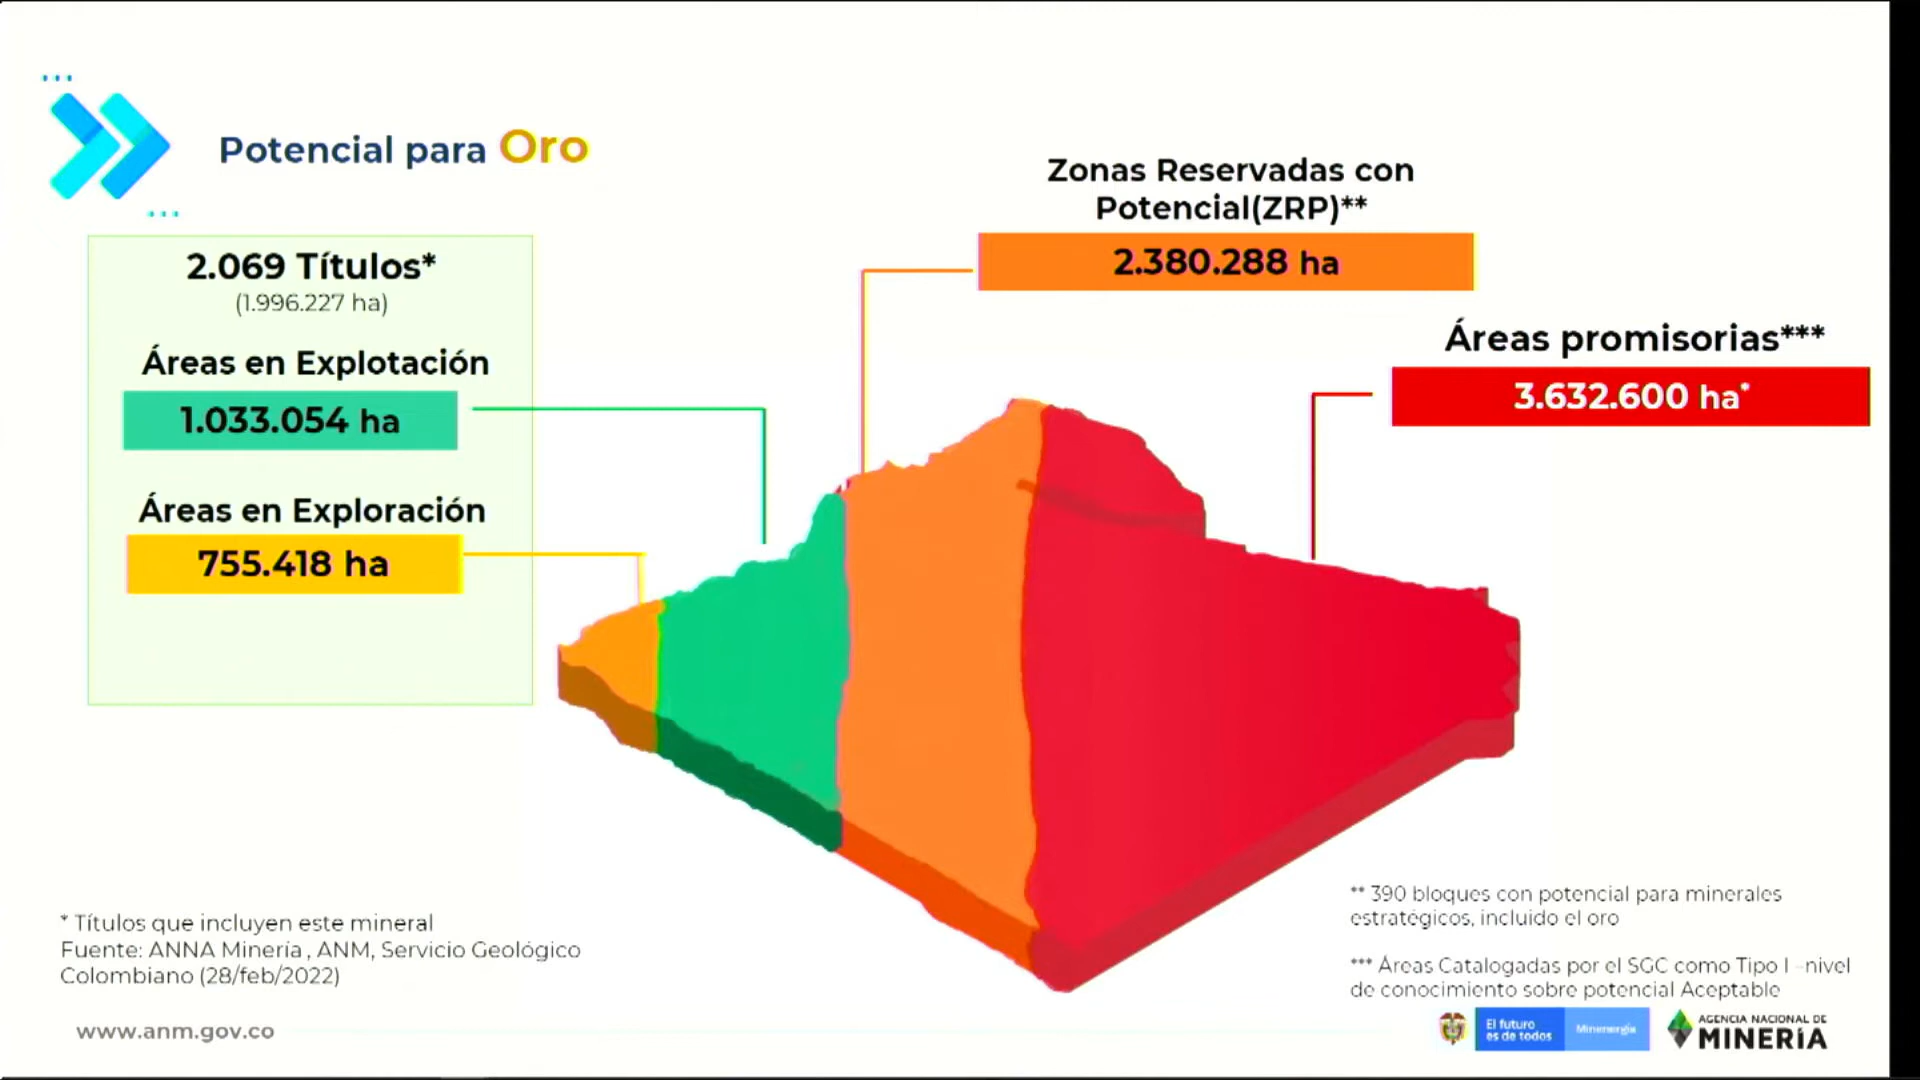 Potencial para Oro
2.069 Títulos*
(1.996.227 ha)
Áreas en Explotación
1.033.054 ha
Áreas en Exploración
755.418 ha
Zonas Reservadas con
Potencial(ZRP)**
2.380.288 ha
Áreas promisorias***
3.632.600 ha*
* Títulos que incluyen este mineral
Fuente: ANNA Minería , ANM, Servicio Geológico
Colombiano (28/feb/2022)
** 390 bloques con potencial para minerales
estratégicos, incluido el oro
*** Áreas Catalogadas por el SGC como Tipo I –nivel
de conocimiento sobre potencial Aceptable
www.anm.gov.co
El futuro
es de todos
Minenergía
AGENCIA NACIONAL DE
MINERÍA